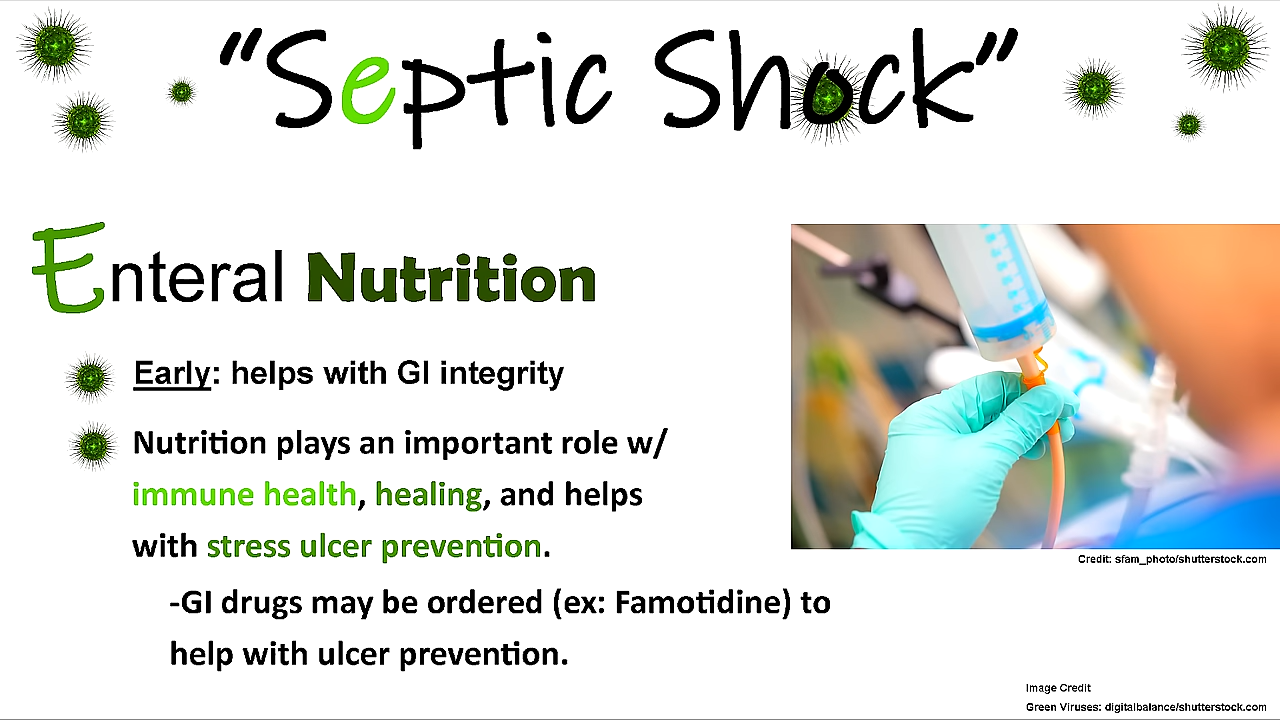 “Septic Shock”
Enteral Nutrition
Early: helps with GI integrity
Nutrition plays an important role w/
immune health, healing, and helps
with stress ulcer prevention.
-GI drugs may be ordered (ex: Famotidine) to
help with ulcer prevention.
Credit: sfam_photo/shutterstock.com
Image Credit
Green Viruses: digitalbalance/shutterstock.com